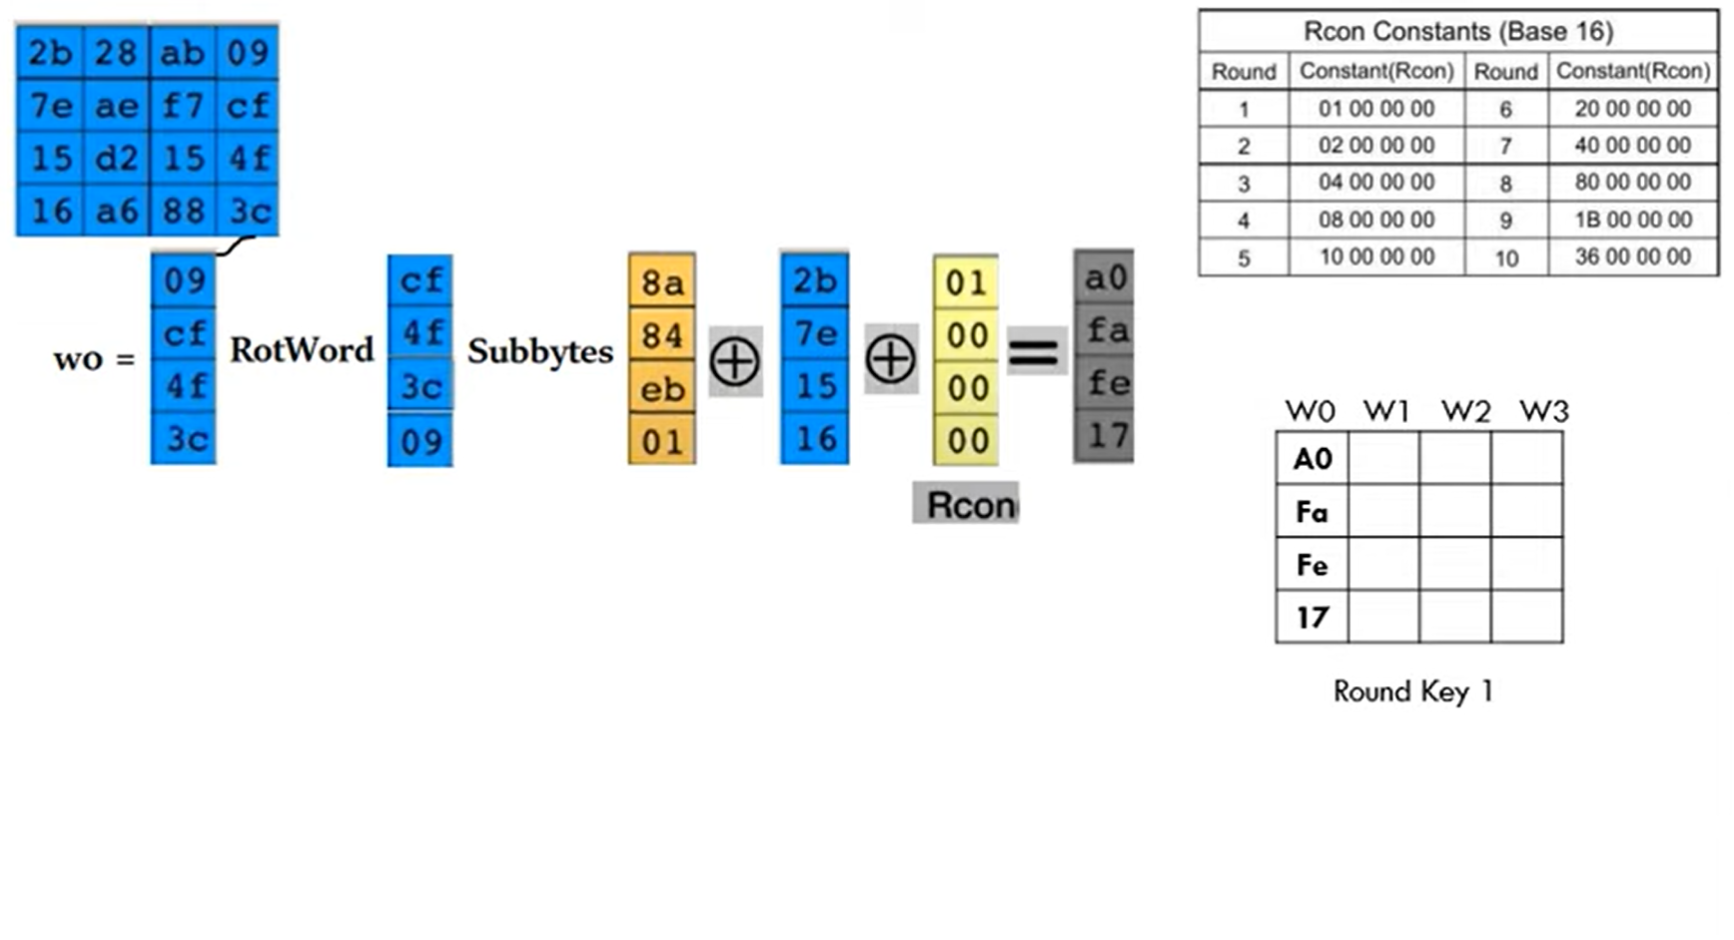 2b 28 ab 09
7e ae f7 cf
15 d2 15 4f
16 a6 88 3c
wo =
09
cf
4f
3c
RotWord
cf
4f
3c
09
Subbytes
8a
84
eb
01
⊕
2b
7e
15
16
⊕
01
00
00
00
Rcon
=
a0
fa
fe
17
Rcon Constants (Base 16)
Round Constant(Rcon) Round Constant(Rcon)
1 01 00 00 00 6 20 00 00 00
2 02 00 00 00 7 40 00 00 00
3 04 00 00 00 8 80 00 00 00
4 08 00 00 00 9 1B 00 00 00
5 10 00 00 00 10 36 00 00 00
W0 W1 W2 W3
A0
Fa
Fe
17
Round Key 1